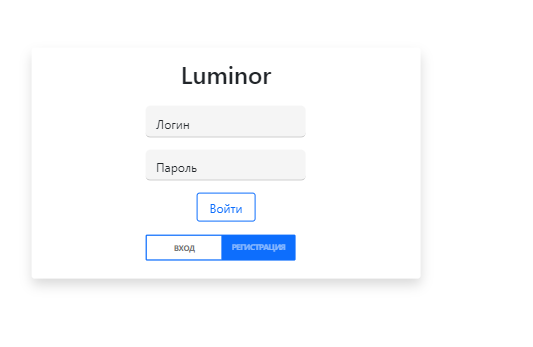 Luminor
Логин
Пароль
Войти
ВХОД
РЕГИСТРАЦИЯ